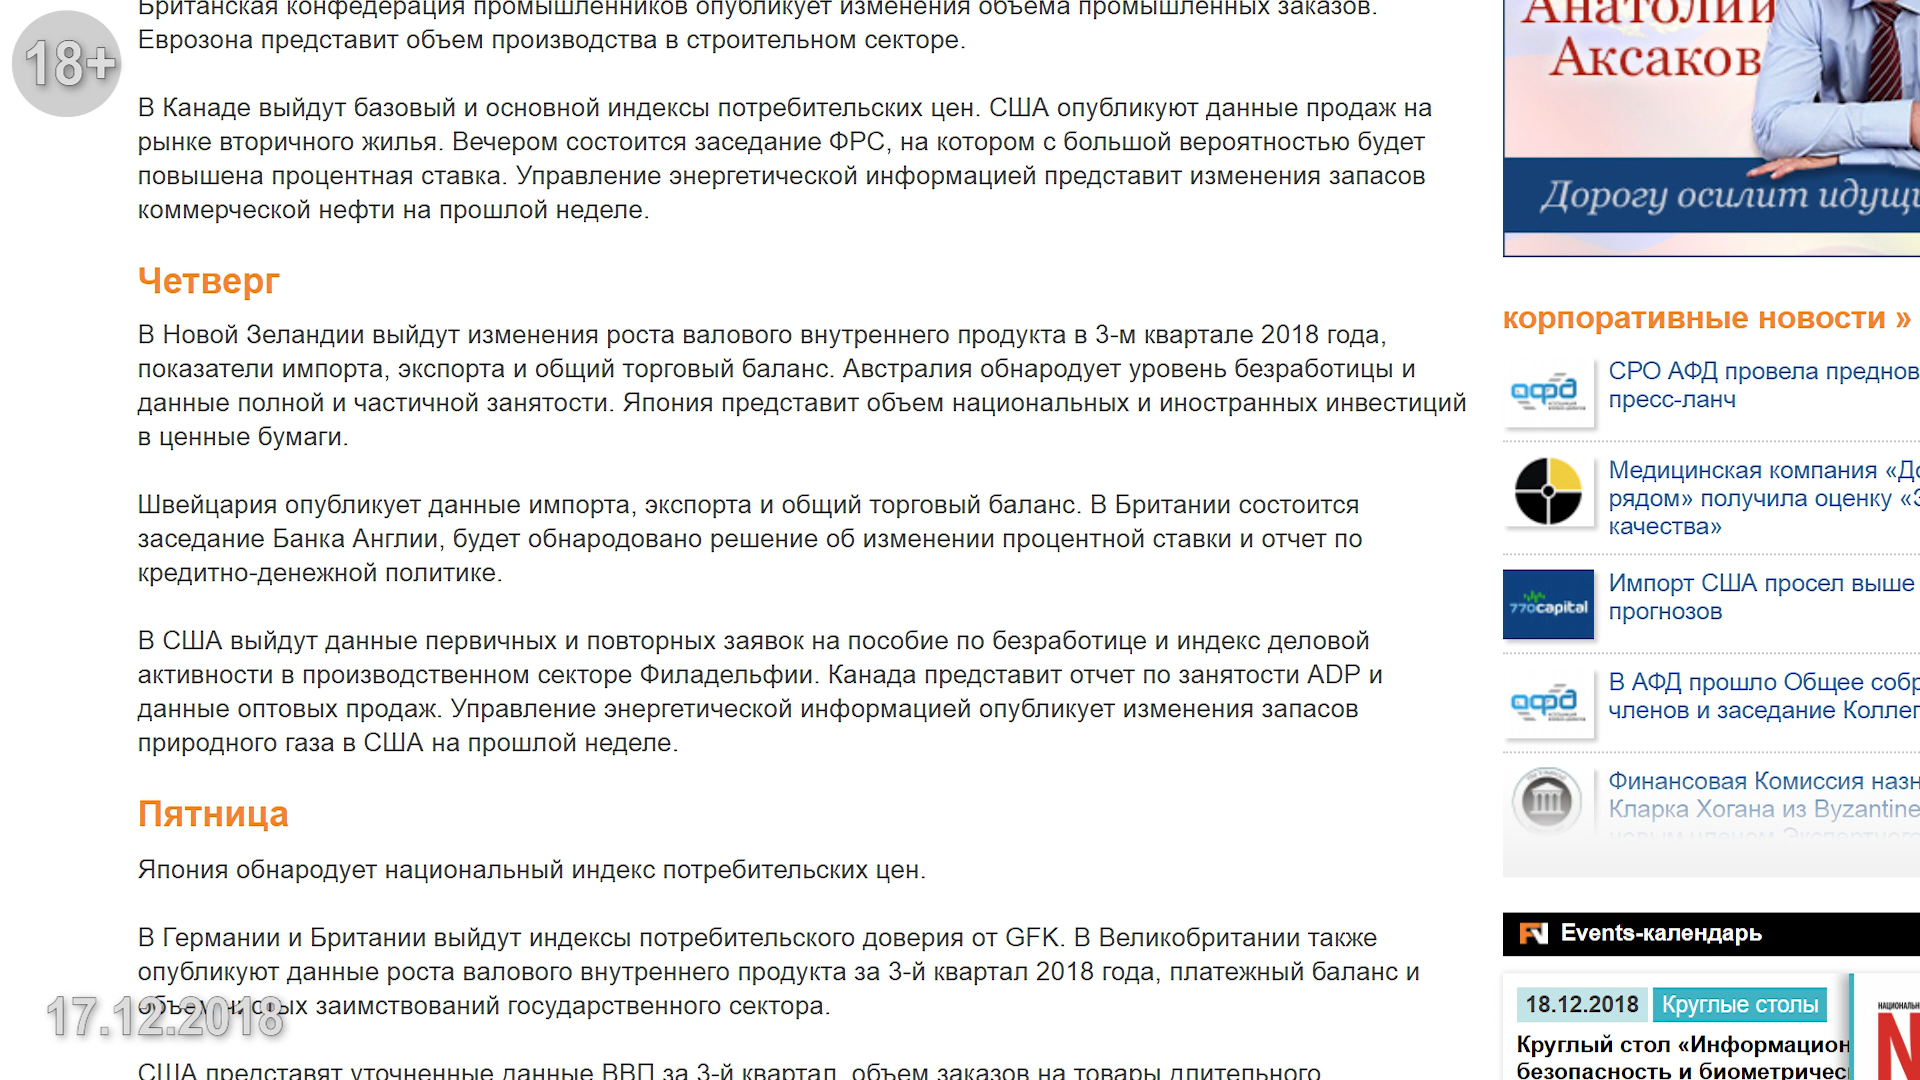 Британская конфедерация промышленников опубликует изменения объема промышленных заказов.
Еврозона представит объем производства в строительном секторе.
18+
В Канаде выйдут базовый и основной индексы потребительских цен. США опубликуют данные продаж на
рынке вторичного жилья. Вечером состоится заседание ФРС, на котором с большой вероятностью будет
повышена процентная ставка. Управление энергетической информацией представит изменения запасов
коммерческой нефти на прошлой неделе.
Четверг
В Новой Зеландии выйдут изменения роста валового внутреннего продукта в 3-м квартале 2018 года,
показатели импорта, экспорта и общий торговый баланс. Австралия обнародует уровень безработицы и
данные полной и частичной занятости. Япония представит объем национальных и иностранных инвестиций
в ценные бумаги.
Швейцария опубликует данные импорта, экспорта и общий торговый баланс. В Британии состоится
заседание Банка Англии, будет обнародовано решение об изменении процентной ставки и отчет по
кредитно-денежной политике.
В США выйдут данные первичных и повторных заявок на пособие по безработице и индекс деловой
активности в производственном секторе Филадельфии. Канада представит отчет по занятости ADP и
данные оптовых продаж. Управление энергетической информацией опубликует изменения запасов
природного газа в США на прошлой неделе.
Пятница
Япония обнародует национальный индекс потребительских цен.
В Германии и Британии выйдут индексы потребительского доверия от GFK. В Великобритании также
опубликуют данные роста валового внутреннего продукта за 3-й квартал 2018 года, платежный баланс и
объем чистых заимствований государственного сектора.
17.12.2018
США представят уточненные данные ВВП за 3-й квартал, объем заказов на товары длительного
Анатолий
Аксаков
Дорогу осилит идущи
корпоративные новости »
афд
СРО АФД провела преднов
пресс-ланч
Медицинская компания «До
рядом» получила оценку «З
качества»
770capital
Импорт США просел выше
прогнозов
афд
В АФД прошло Общее собр
членов и заседание Коллег
Финансовая Комиссия назн
Кларка Хогана из Byzantine
новым членом Экспертного
Events-календарь
18.12.2018 Круглые столы
Круглый стол «Информацион
безопасность и биометричес
НАЦИОНАЛЬН
N